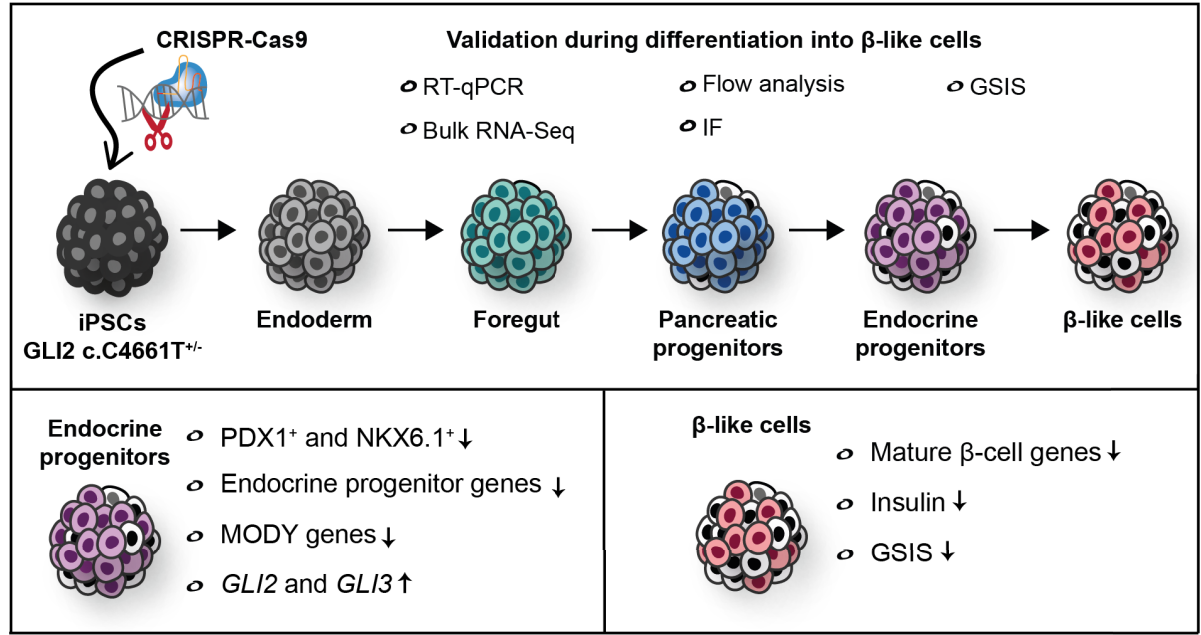 CRISPR-Cas9
Validation during differentiation into β-like cells
RT-qPCR
Flow analysis
GSIS
Bulk RNA-Seq
IF
iPSCs
GLI2 c.C4661T⁺/⁻
Endoderm
Foregut
Pancreatic
progenitors
Endocrine
progenitors
β-like cells
Endocrine
progenitors
PDX1⁺ and NKX6.1⁺ ↓
Endocrine progenitor genes ↓
MODY genes ↓
GLI2 and GLI3 ↑
β-like cells
Mature β-cell genes ↓
Insulin ↓
GSIS ↓